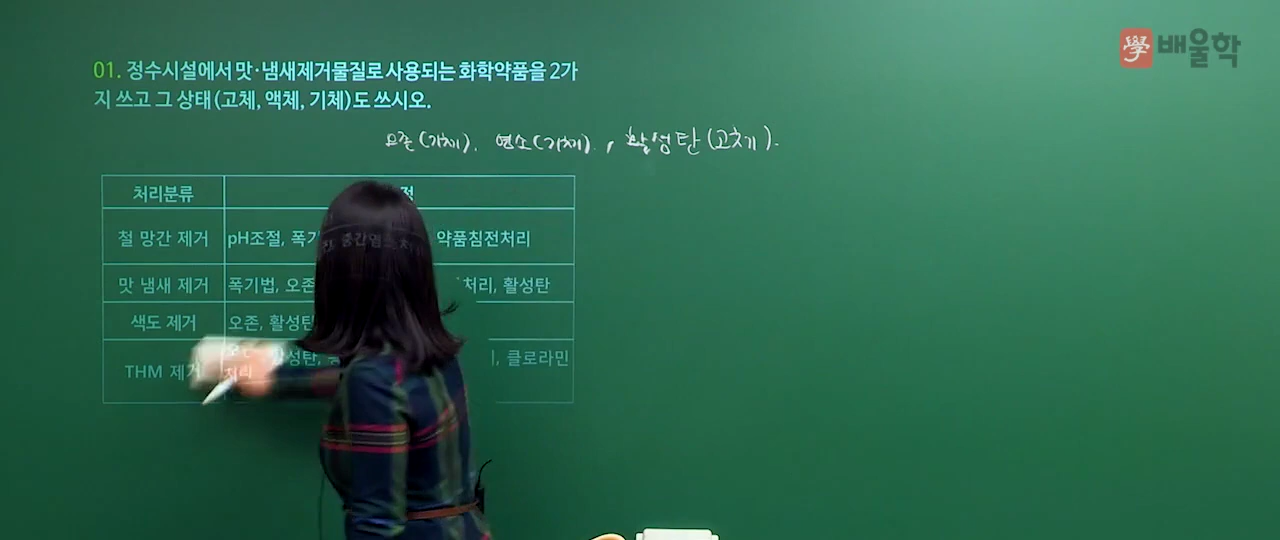 學 배울학
01. 정수시설에서 맛·냄새제거물질로 사용되는 화학약품을 2가
지 쓰고 그 상태(고체, 액체, 기체)도 쓰시오.
오존(기체). 염소(기체). , 활성탄(고체).
처리분류
철 망간 제거 pH조절, 폭기 약품침전처리
맛 냄새 제거 폭기법, 오존 처리, 활성탄
색도 제거 오존, 활성탄
THM 제거 활성탄, 클로라민
처리